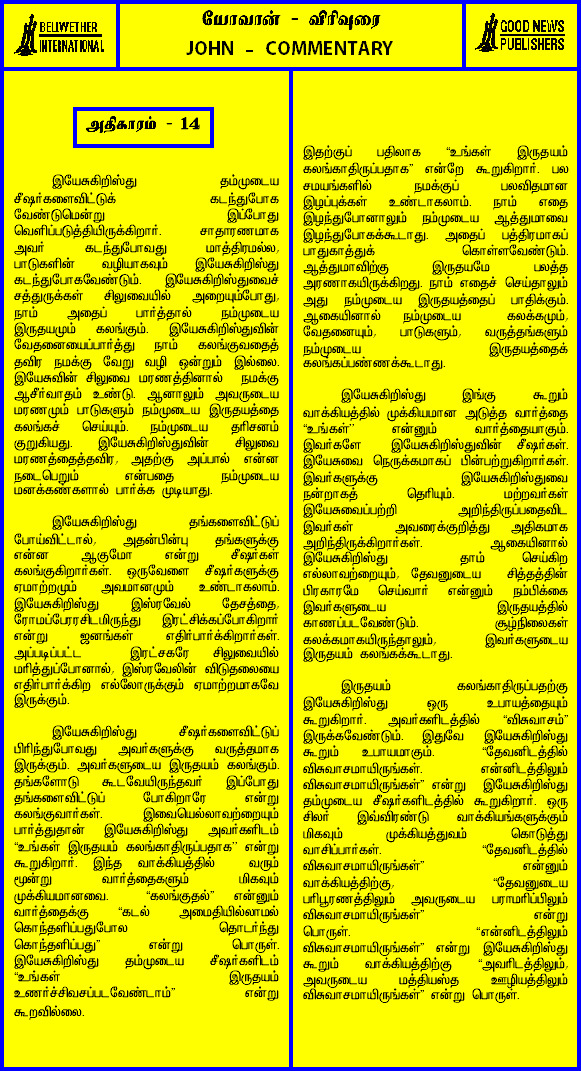 BELLWETHER
INTERNATIONAL
யோவான் - விரிவுரை
JOHN - COMMENTARY
GOOD NEWS
PUBLISHERS
அதிகாரம் - 14
இயேசுகிறிஸ்து தம்முடைய
சீஷர்களைவிட்டுக் கடந்துபோக
வேண்டுமென்று இப்போது
வெளிப்படுத்தியிருக்கிறார். சாதாரணமாக
அவர் கடந்துபோவது மாத்திரமல்ல,
பாடுகளின் வழியாகவும் இயேசுகிறிஸ்து
கடந்துபோகவேண்டும். இயேசுகிறிஸ்துவைச்
சத்துருக்கள் சிலுவையில் அறையும்போது,
நாம் அதைப் பார்த்தால் நம்முடைய
இருதயமும் கலங்கும். இயேசுகிறிஸ்துவின்
வேதனையைப்பார்த்து நாம் கலங்குவதைத்
தவிர நமக்கு வேறு வழி ஒன்றும் இல்லை.
இயேசுவின் சிலுவை மரணத்தினால் நமக்கு
ஆசீர்வாதம் உண்டு. ஆனாலும் அவருடைய
மரணமும் பாடுகளும் நம்முடைய இருதயத்தை
கலங்கச் செய்யும். நம்முடைய தரிசனம்
குறுகியது. இயேசுகிறிஸ்துவின் சிலுவை
மரணத்தைத்தவிர, அதற்கு அப்பால் என்ன
நடைபெறும் என்பதை நம்முடைய
மனக்கண்களால் பார்க்க முடியாது.
இயேசுகிறிஸ்து தங்களைவிட்டுப்
போய்விட்டால், அதன்பின்பு தங்களுக்கு
என்ன ஆகுமோ என்று சீஷர்கள்
கலங்குகிறார்கள். ஒருவேளை சீஷர்களுக்கு
ஏமாற்றமும் அவமானமும் உண்டாகலாம்.
இயேசுகிறிஸ்து இஸ்ரவேல் தேசத்தை,
ரோமப்பேரரசிடமிருந்து இரட்சிக்கப்போகிறார்
என்று ஜனங்கள் எதிர்பார்க்கிறார்கள்.
அப்படிப்பட்ட இரட்சகரே சிலுவையில்
மரித்துப்போனால், இஸ்ரவேலின் விடுதலையை
எதிர்பார்க்கிற எல்லோருக்கும் ஏமாற்றமாகவே
இருக்கும்.
இயேசுகிறிஸ்து சீஷர்களைவிட்டுப்
பிரிந்துபோவது அவர்களுக்கு வருத்தமாக
இருக்கும். அவர்களுடைய இருதயம் கலங்கும்.
தங்களோடு கூடவேயிருந்தவர் இப்போது
தங்களைவிட்டுப் போகிறாரே என்று
கலங்குவார்கள். இவையெல்லாவற்றையும்
பார்த்துதான் இயேசுகிறிஸ்து அவர்களிடம்
“உங்கள் இருதயம் கலங்காதிருப்பதாக” என்று
கூறுகிறார். இந்த வாக்கியத்தில் வரும்
மூன்று வார்த்தைகளும் மிகவும்
முக்கியமானவை. “கலங்குதல்” என்னும்
வார்த்தைக்கு “கடல் அமைதியில்லாமல்
கொந்தளிப்பதுபோல தொடர்ந்து
கொந்தளிப்பது” என்று பொருள்.
இயேசுகிறிஸ்து தம்முடைய சீஷர்களிடம்
“உங்கள் இருதயம்
உணர்ச்சிவசப்படவேண்டாம்” என்று
கூறவில்லை.
இதற்குப் பதிலாக “உங்கள் இருதயம்
கலங்காதிருப்பதாக” என்றே கூறுகிறார். பல
சமயங்களில் நமக்குப் பலவிதமான
இழப்புக்கள் உண்டாகலாம். நாம் எதை
இழந்துபோனாலும் நம்முடைய ஆத்துமாவை
இழந்துபோகக்கூடாது. அதைப் பத்திரமாகப்
பாதுகாத்துக் கொள்ளவேண்டும்.
ஆத்துமாவிற்கு இருதயமே பலத்த
அரணாகயிருக்கிறது. நாம் எதைச் செய்தாலும்
அது நம்முடைய இருதயத்தைப் பாதிக்கும்.
ஆகையினால் நம்முடைய கலக்கமும்,
வேதனையும், பாடுகளும், வருத்தங்களும்
நம்முடைய இருதயத்தைக்
கலங்கப்பண்ணக்கூடாது.
இயேசுகிறிஸ்து இங்கு கூறும்
வாக்கியத்தில் முக்கியமான அடுத்த வார்த்தை
“உங்கள்” என்னும் வார்த்தையாகும்.
இவர்களே இயேசுகிறிஸ்துவின் சீஷர்கள்.
இயேசுவை நெருக்கமாகப் பின்பற்றுகிறார்கள்.
இவர்களுக்கு இயேசுகிறிஸ்துவை
நன்றாகத் தெரியும். மற்றவர்கள்
இயேசுவைப்பற்றி அறிந்திருப்பதைவிட
இவர்கள் அவரைக்குறித்து அதிகமாக
அறிந்திருக்கிறார்கள். ஆகையினால்
இயேசுகிறிஸ்து தாம் செய்கிற
எல்லாவற்றையும், தேவனுடைய சித்தத்தின்
பிரகாரமே செய்வார் என்னும் நம்பிக்கை
இவர்களுடைய இருதயத்தில்
காணப்படவேண்டும். சூழ்நிலைகள்
கலக்கமாகயிருந்தாலும், இவர்களுடைய
இருதயம் கலங்கக்கூடாது.
இருதயம் கலங்காதிருப்பதற்கு
இயேசுகிறிஸ்து ஒரு உபாயத்தையும்
கூறுகிறார். அவர்களிடத்தில் “விசுவாசம்”
இருக்கவேண்டும். இதுவே இயேசுகிறிஸ்து
கூறும் உபாயமாகும். “தேவனிடத்தில்
விசுவாசமாயிருங்கள். என்னிடத்திலும்
விசுவாசமாயிருங்கள்” என்று இயேசுகிறிஸ்து
தம்முடைய சீஷர்களிடத்தில் கூறுகிறார். ஒரு
சிலர் இவ்விரண்டு வாக்கியங்களுக்கும்
மிகவும் முக்கியத்துவம் கொடுத்து
வாசிப்பார்கள். “தேவனிடத்தில்
விசுவாசமாயிருங்கள்” என்னும்
வாக்கியத்திற்கு, “தேவனுடைய
பரிபூரணத்திலும் அவருடைய பராமரிப்பிலும்
விசுவாசமாயிருங்கள்” என்று
பொருள். “என்னிடத்திலும்
விசுவாசமாயிருங்கள்” என்று இயேசுகிறிஸ்து
கூறும் வாக்கியத்திற்கு “அவரிடத்திலும்,
அவருடைய மத்தியஸ்த ஊழியத்திலும்
விசுவாசமாயிருங்கள்” என்று பொருள்.